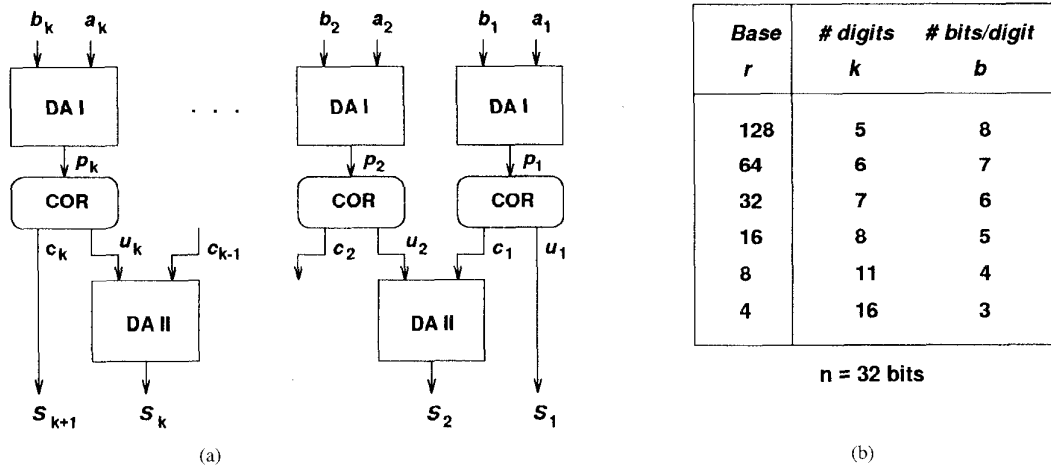 b_k a_k b_2 a_2 b_1 a_1
DA I . . . DA I DA I
p_k p_2 p_1
COR COR COR
c_k u_k c_{k-1} c_2 u_2 c_1 u_1
DA II DA II
S_{k+1} S_k S_2 S_1
(a)
Base # digits # bits/digit
r k b
128 5 8
64 6 7
32 7 6
16 8 5
8 11 4
4 16 3
n = 32 bits
(b)